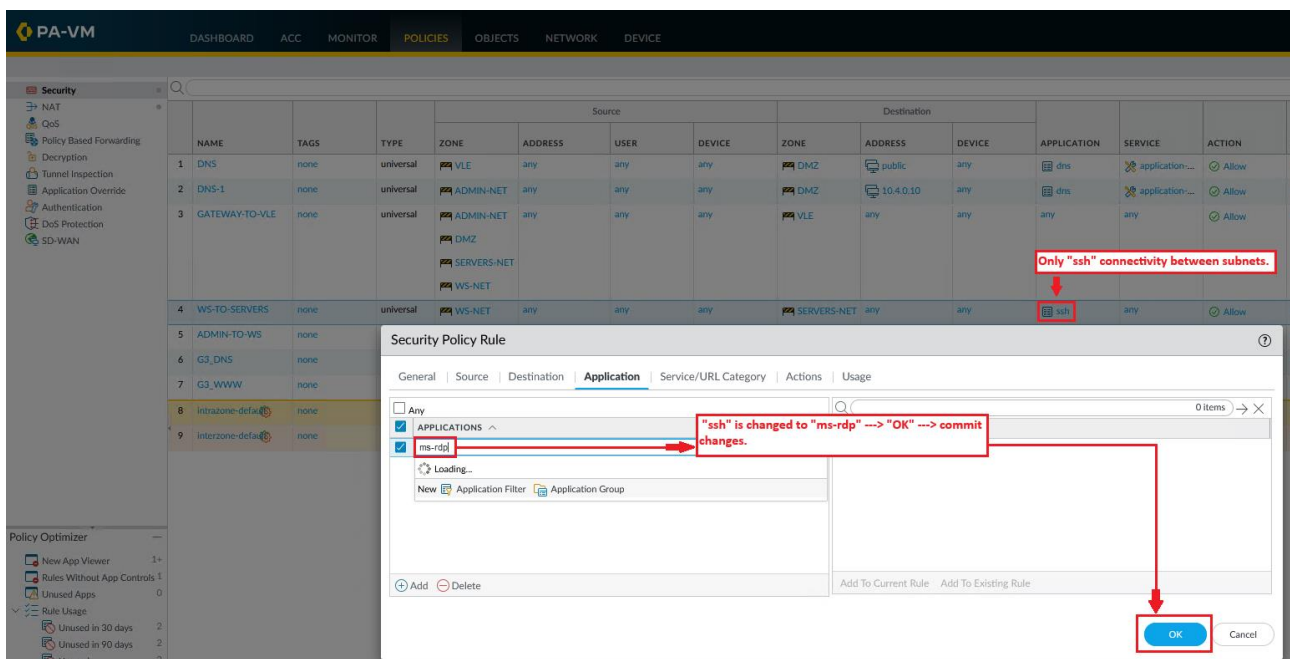 PA-VM
DASHBOARD ACC MONITOR POLICIES OBJECTS NETWORK DEVICE
Security
NAT
QoS
Policy Based Forwarding
Decryption
Tunnel Inspection
Application Override
Authentication
DoS Protection
SD-WAN
Source Destination
NAME TAGS TYPE ZONE ADDRESS USER DEVICE ZONE ADDRESS DEVICE APPLICATION SERVICE ACTION
1 DNS none universal VLE any any any DMZ public any dns application-... Allow
2 DNS-1 none universal ADMIN-NET any any any DMZ 10.4.0.10 any dns application-... Allow
3 GATEWAY-TO-VLE none universal ADMIN-NET any any any VLE any any any any Allow
DMZ
SERVERS-NET
WS-NET
Only "ssh" connectivity between subnets.
4 WS-TO-SERVERS none universal WS-NET any any any SERVERS-NET any any ssh any Allow
5 ADMIN-TO-WS none
6 G3_DNS none
7 G3_WWW none
8 intrazone-default none
9 interzone-default none
Security Policy Rule
General Source Destination Application Service/URL Category Actions Usage
Any
0 items
APPLICATIONS
ms-rdp
"ssh" is changed to "ms-rdp" ---> "OK" ---> commit
changes.
Loading...
New Application Filter Application Group
Add Delete
Add To Current Rule Add To Existing Rule
OK Cancel
Policy Optimizer
New App Viewer 1+
Rules Without App Controls 1
Unused Apps 0
Rule Usage
Unused in 30 days 2
Unused in 90 days 2